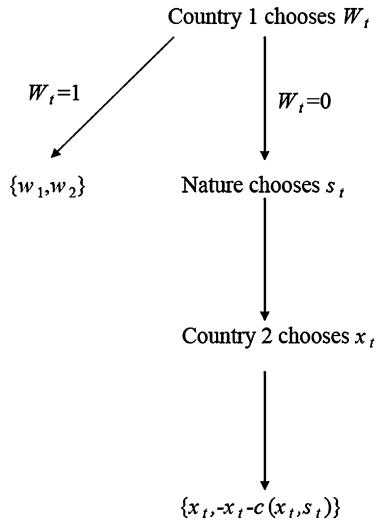 Country 1 chooses W_t
W_t=1
W_t=0
{w_1,w_2}
Nature chooses s_t
Country 2 chooses x_t
{x_t,-x_t-c(x_t,s_t)}